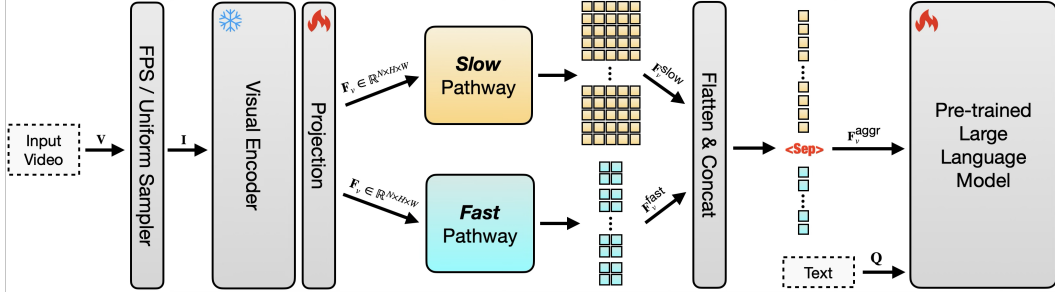 Input
Video
V
FPS / Uniform Sampler
I
Visual Encoder
Projection
F_v ∈ ℝ^{N×H×W}
F_v ∈ ℝ^{N×H×W}
Slow
Pathway
Fast
Pathway
F_v^{slow}
F_v^{fast}
Flatten & Concat
<Sep>
F_v^{aggr}
Text
Q
Pre-trained
Large
Language
Model